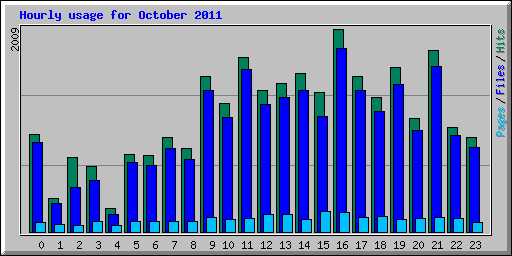 Hourly usage for October 2011
2009
Pages / Files / Hits
0 1 2 3 4 5 6 7 8 9 10 11 12 13 14 15 16 17 18 19 20 21 22 23